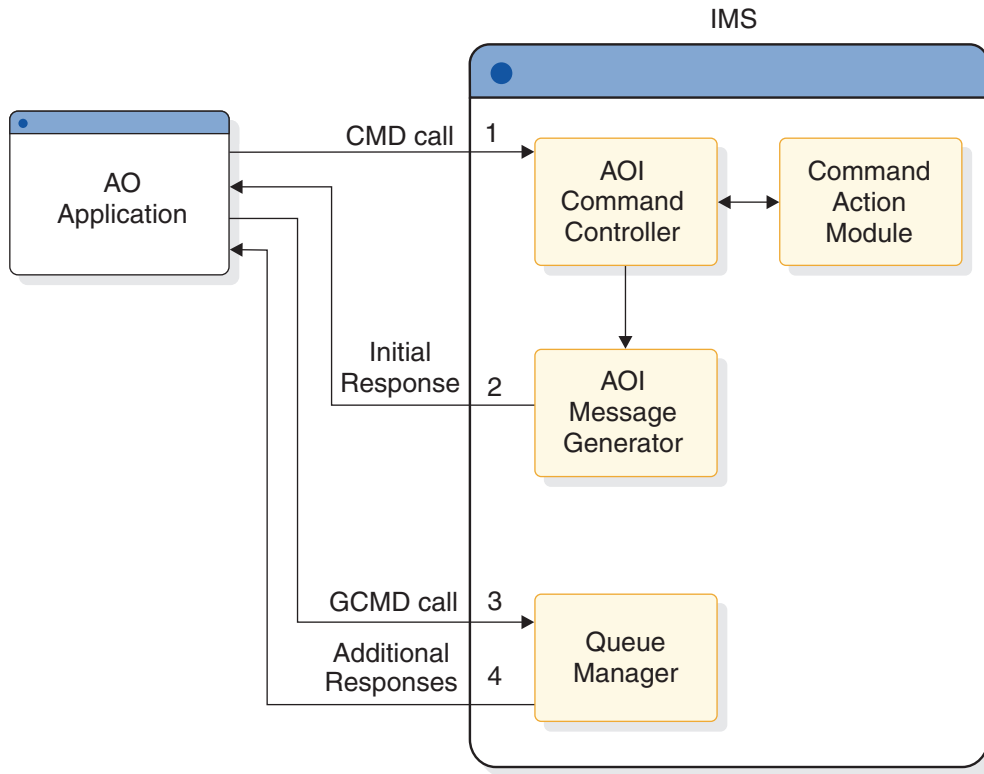 IMS
AO
Application
CMD call
1
AOI
Command
Controller
Command
Action
Module
Initial
Response
2
AOI
Message
Generator
GCMD call
3
Additional
Responses
4
Queue
Manager